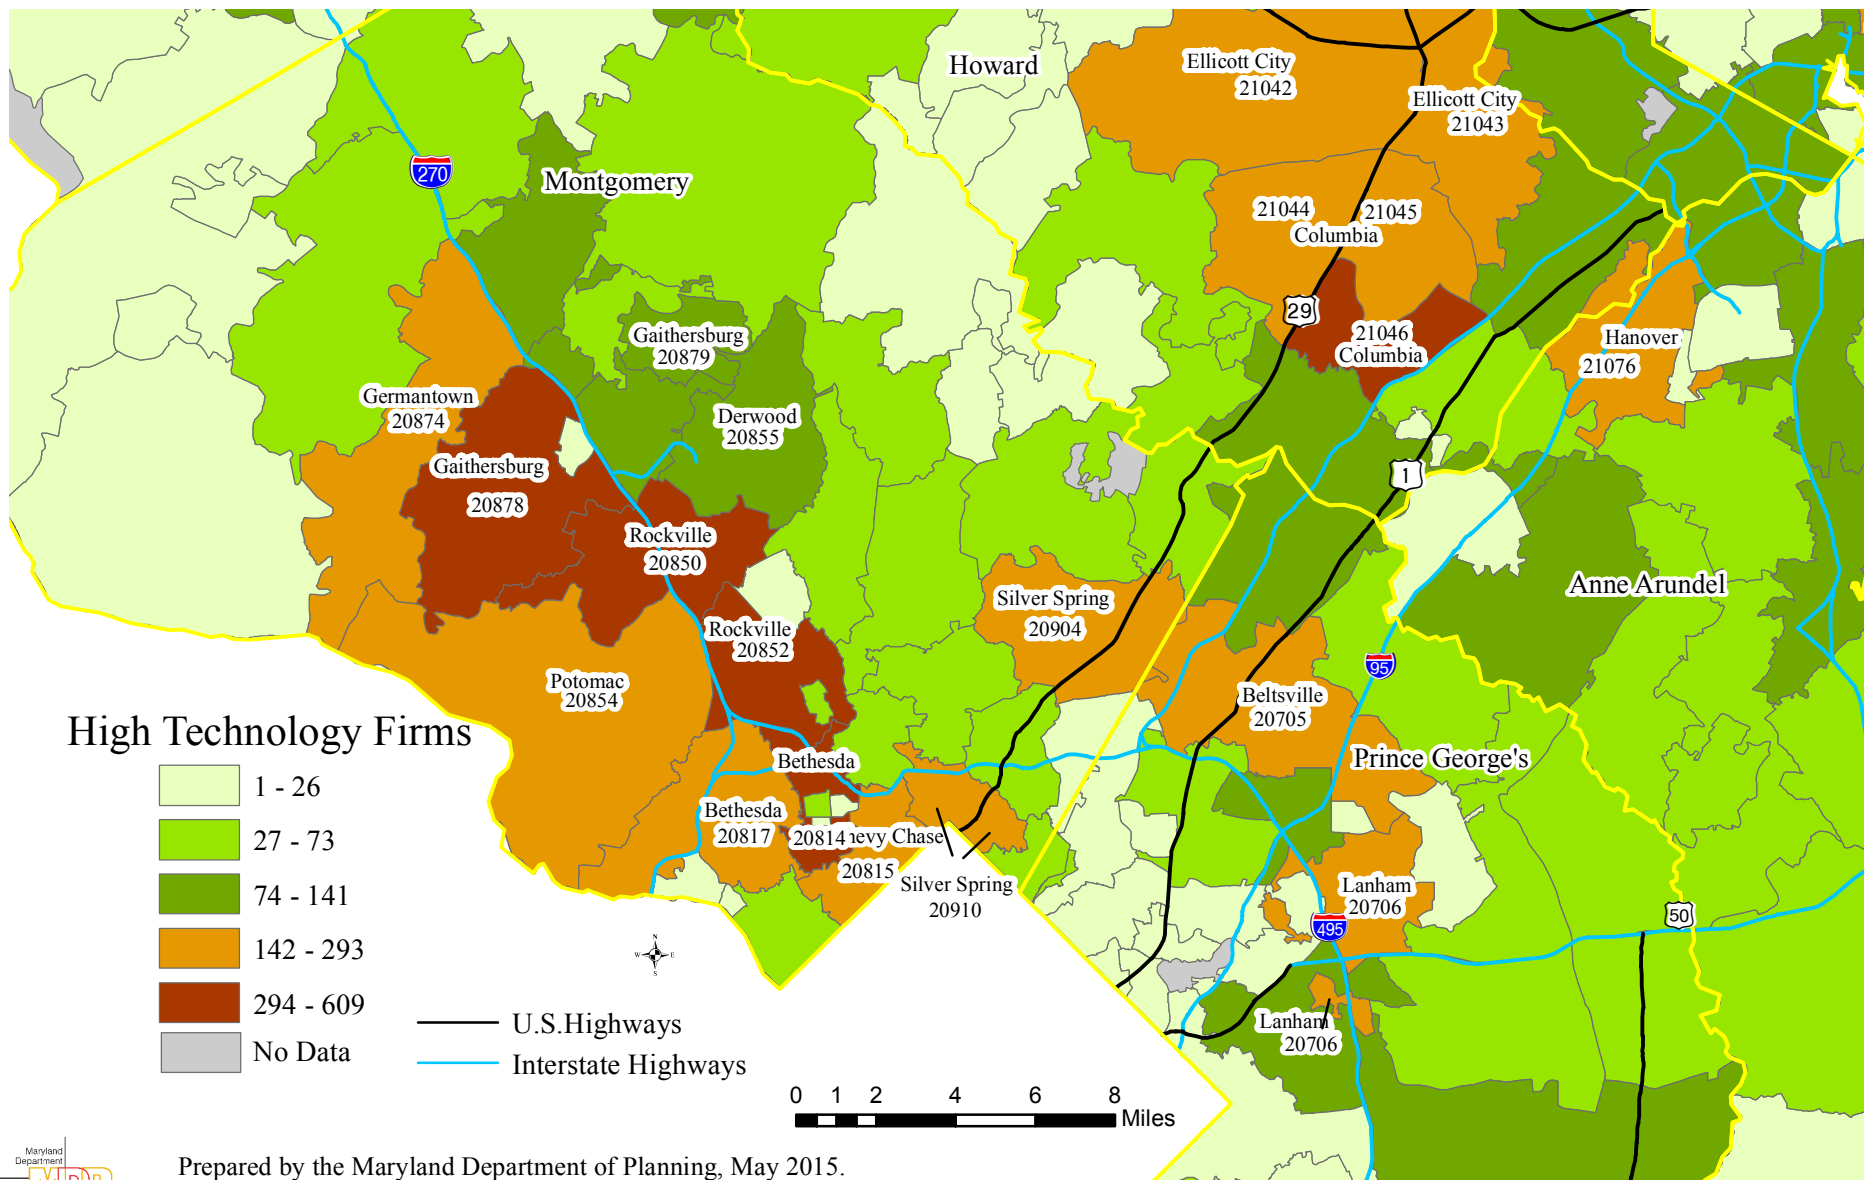 Howard
Ellicott City
21042
Ellicott City
21043
270
Montgomery
21044
21045
Columbia
29
21046
Columbia
Hanover
21076
Gaithersburg
20879
Germantown
20874
Derwood
20855
Gaithersburg
20878
1
Rockville
20850
Anne Arundel
Silver Spring
20904
Rockville
20852
95
Potomac
20854
Beltsville
20705
Prince George's
Bethesda
Bethesda
20817
20814
hevy Chase
20815
Silver Spring
20910
Lanham
20706
495
50
Lanham
20706
High Technology Firms
1 - 26
27 - 73
74 - 141
142 - 293
294 - 609
No Data
U.S.Highways
Interstate Highways
N
W E
S
0 1 2 4 6 8
Miles
Maryland
Department
Prepared by the Maryland Department of Planning, May 2015.